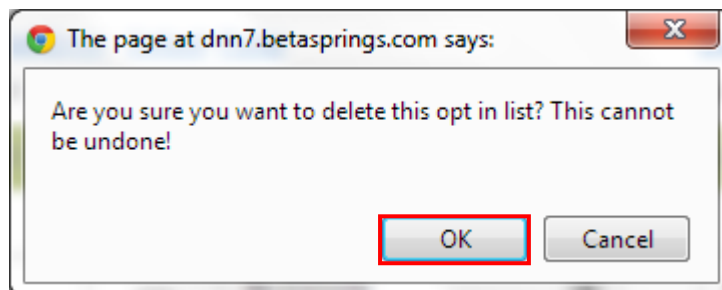 The page at dnn7.betasprings.com says:
Are you sure you want to delete this opt in list? This cannot
be undone!
OK Cancel